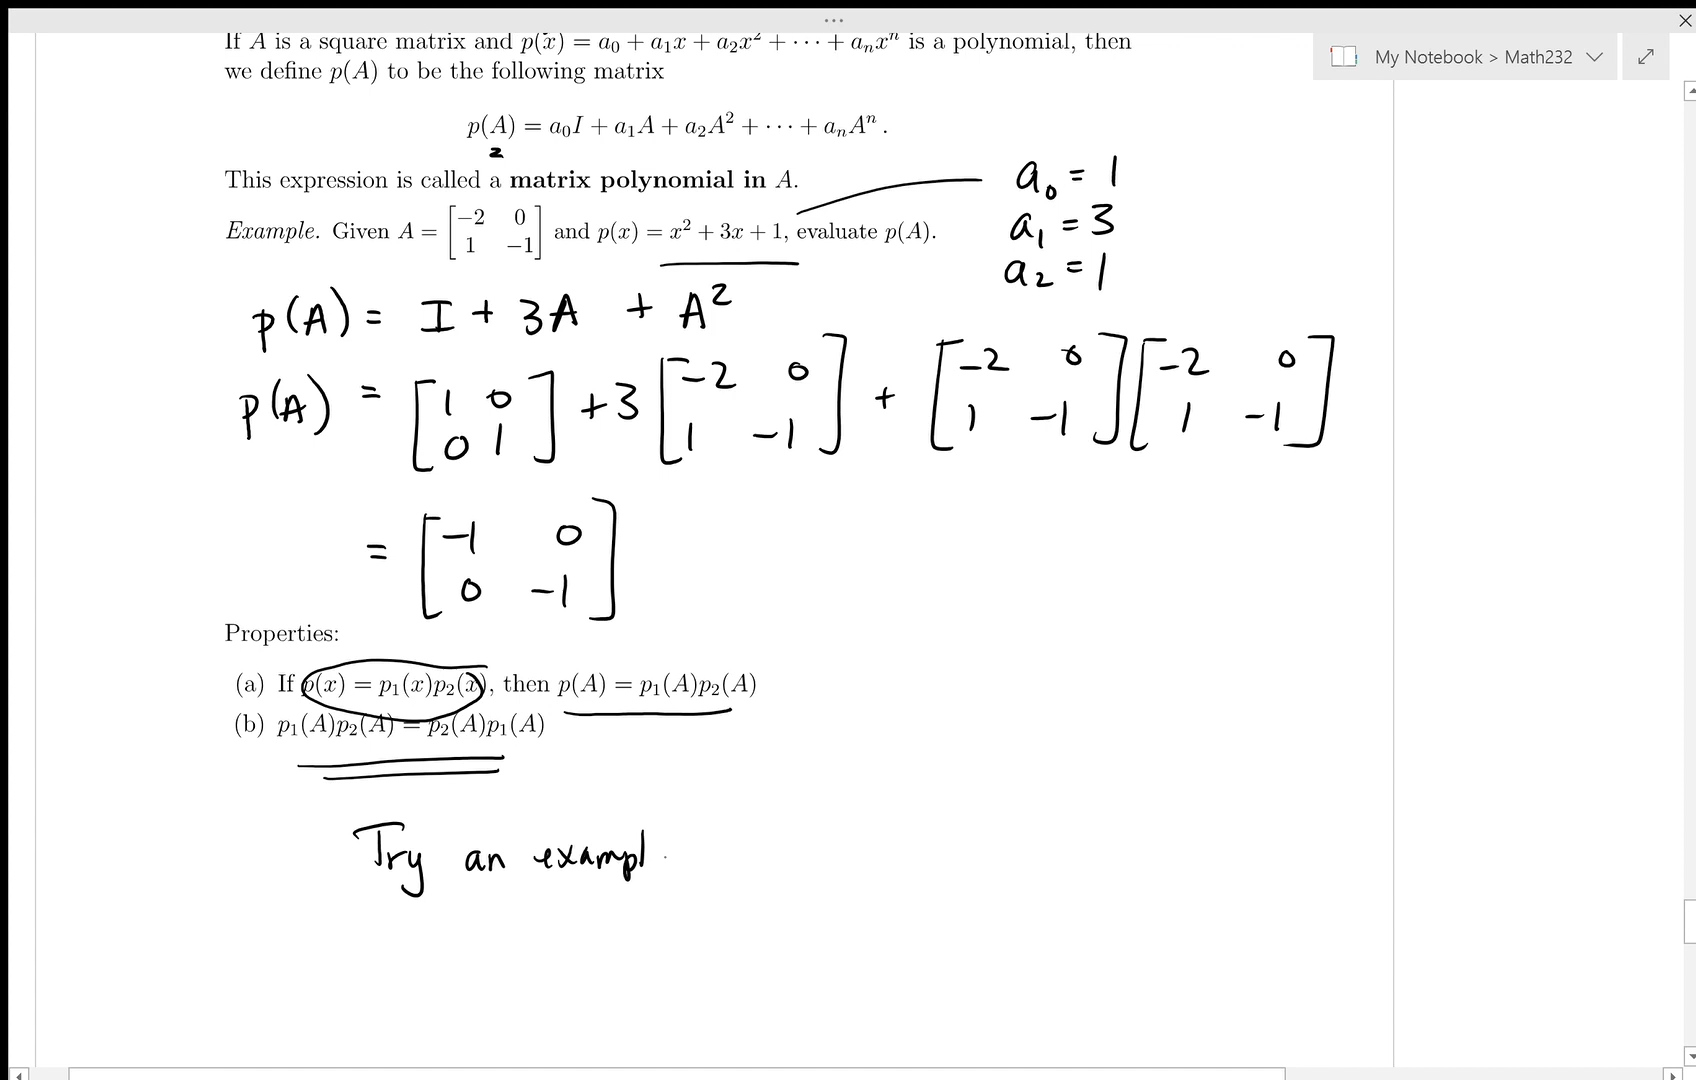 If A is a square matrix and p(x) = a₀ + a₁x + a₂x² + ··· + aₙxⁿ is a polynomial, then
My Notebook > Math232
we define p(A) to be the following matrix
p(A) = a₀I + a₁A + a₂A² + ··· + aₙAⁿ .
This expression is called a matrix polynomial in A.
a₀ = 1
a₁ = 3
a₂ = 1
Example. Given A = [−2 0; 1 −1] and p(x) = x² + 3x + 1, evaluate p(A).
p(A) = I + 3A + A²
p(A) = [1 0; 0 1] + 3 [−2 0; 1 −1] + [−2 0; 1 −1] [−2 0; 1 −1]
= [−1 0; 0 −1]
Properties:
(a) If p(x) = p₁(x)p₂(x), then p(A) = p₁(A)p₂(A)
(b) p₁(A)p₂(A) = p₂(A)p₁(A)
Try an exampl